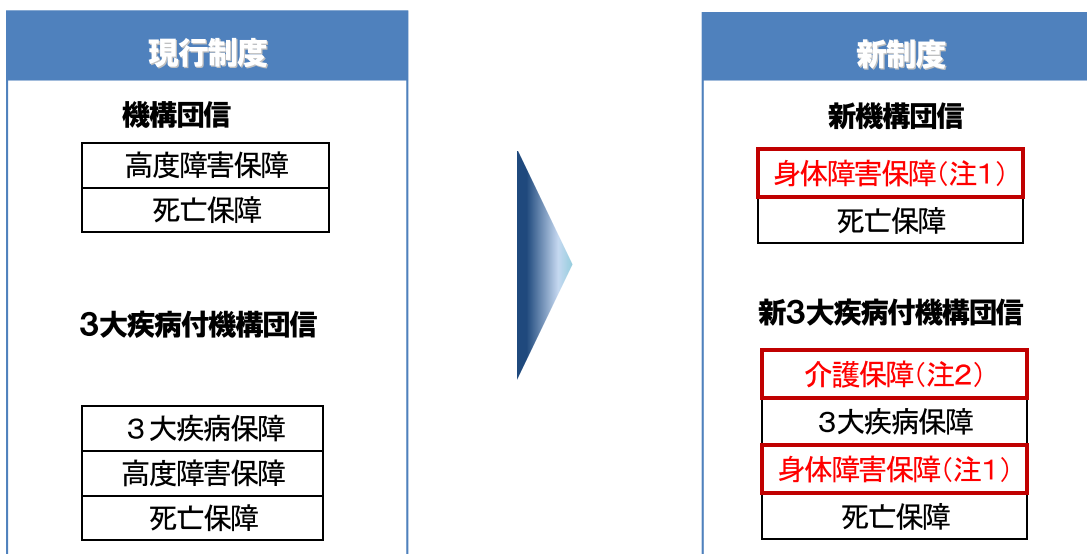 現行制度
機構団信
高度障害保障
死亡保障
3大疾病付機構団信
3大疾病保障
高度障害保障
死亡保障
新制度
新機構団信
身体障害保障(注1)
死亡保障
新3大疾病付機構団信
介護保障(注2)
3大疾病保障
身体障害保障(注1)
死亡保障